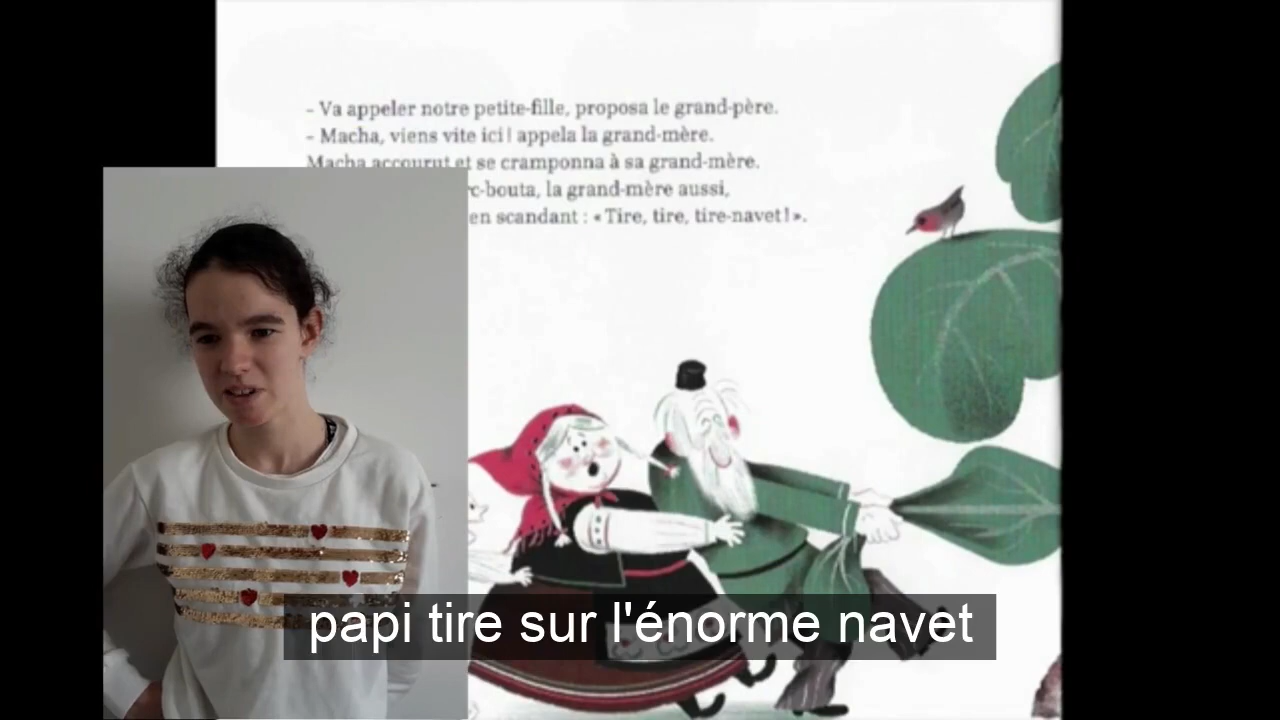 – Va appeler notre petite-fille, proposa le grand-père.
– Macha, viens vite ici ! appela la grand-mère.
Macha accourut et se cramponna à sa grand-mère.
c-bouta, la grand-mère aussi,
en scandant : « Tire, tire, tire-navet ! ».
papi tire sur l'énorme navet